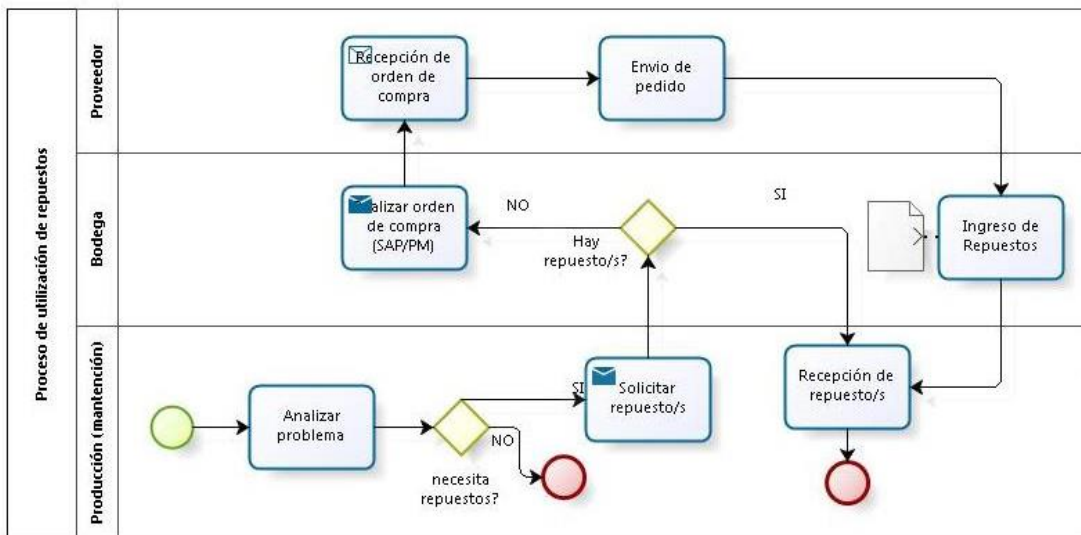 Proceso de utilización de repuestos
Proveedor
Recepción de
orden de
compra
Envio de
pedido
Bodega
alizar orden
de compra
(SAP/PM)
NO
Hay
repuesto/s?
SI
Ingreso de
Repuestos
Producción (mantención)
Analizar
problema
necesita
repuestos?
SI
NO
Solicitar
repuesto/s
Recepción de
repuesto/s